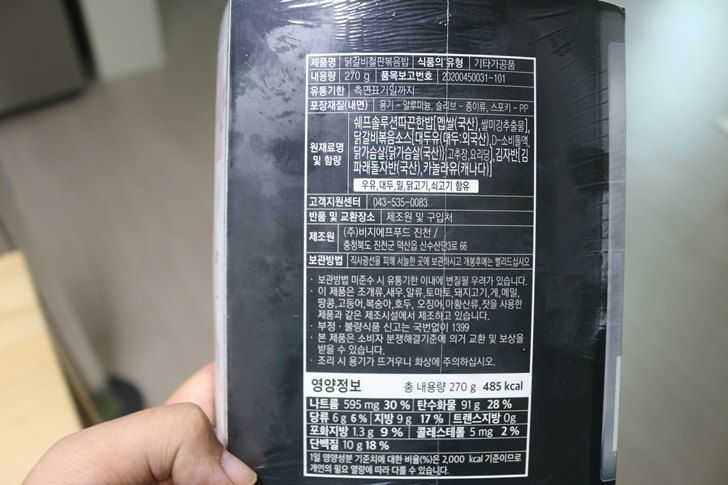 제품명 닭갈비철판볶음밥 식품의 유형 기타가공품
내용량 270 g 품목보고번호 20200450031-101
유통기한 측면표기일까지
포장재질(내면) 용기 - 알루미늄, 슬리브 - 종이류, 스포키 - PP
원재료명 및 함량
쉐프솔루션따끈한밥[멥쌀(국산),쌀미강추출물],
닭갈비볶음소스[대두유(대두:외국산),D-소비톨액,
닭가슴살{닭가슴살(국산)},고추장,요리당],김자반[김
파래돌자반(국산),카놀라유(캐나다)]
우유,대두,밀,닭고기,쇠고기 함유
고객지원센터 043-535-0083
반품 및 교환장소 제조원 및 구입처
제조원 (주)비지에프푸드 진천 /
충청북도 진천군 덕산읍 산수산단3로 66
보관방법 직사광선을 피해 서늘한 곳에 보관하시고 개봉후에는 빨리드십시오
· 보관방법 미준수 시 유통기한 이내에 변질될 우려가 있습니다.
· 이 제품은 조개류,새우,알류,토마토,돼지고기,게,메밀,
땅콩,고등어,복숭아,호두, 오징어,아황산류,잣을 사용한
제품과 같은 제조시설에서 제조하고 있습니다.
· 부정 · 불량식품 신고는 국번없이 1399
· 본 제품은 소비자 분쟁해결기준에 의거 교환 및 보상을
받을 수 있습니다.
· 조리 시 용기가 뜨거우니 화상에 주의하십시오.
영양정보 총 내용량 270 g 485 kcal
나트륨 595 mg 30 % 탄수화물 91 g 28 %
당류 6 g 6 % 지방 9 g 17 % 트랜스지방 0g
포화지방 1.3 g 9 % 콜레스테롤 5 mg 2 %
단백질 10 g 18 %
1일 영양성분 기준치에 대한 비율(%)은 2,000 kcal 기준이므로
개인의 필요 열량에 따라 다를 수 있습니다.